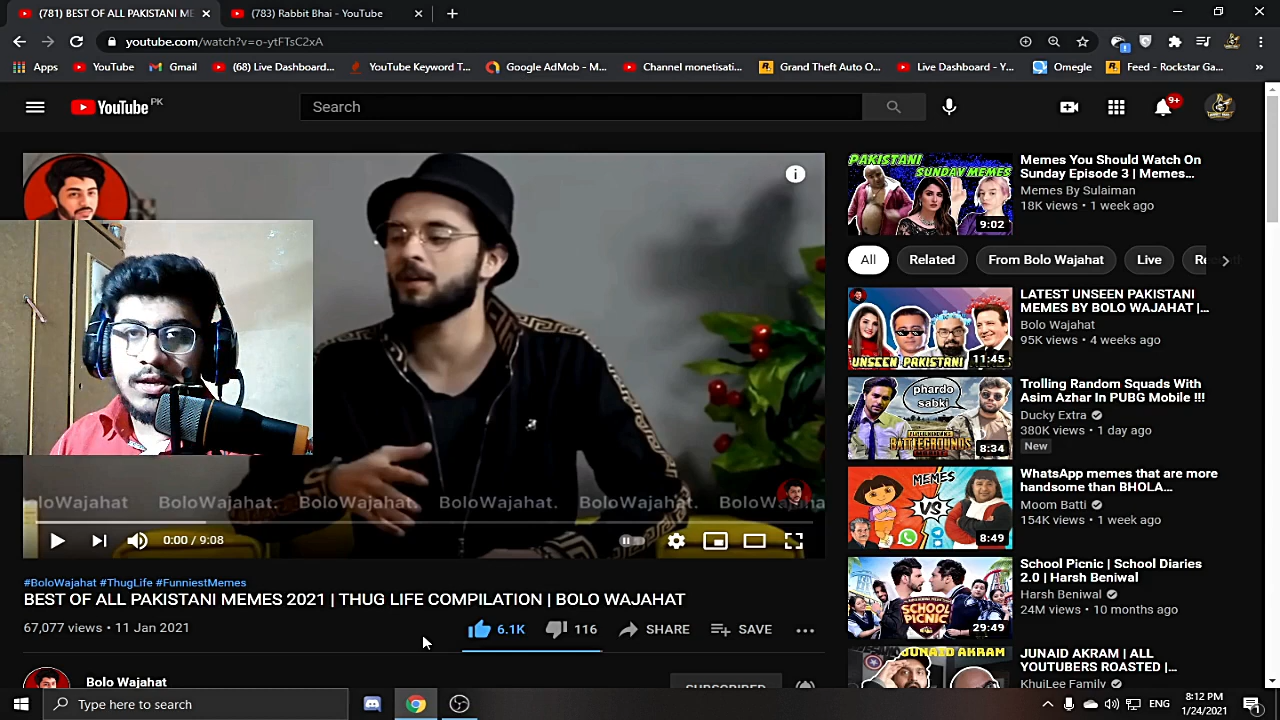 (781) BEST OF ALL PAKISTANI ME
(783) Rabbit Bhai - YouTube
youtube.com/watch?v=o-ytFTsC2xA
Apps
YouTube
Gmail
(68) Live Dashboard...
YouTube Keyword T...
Google AdMob - M...
Channel monetisati...
Grand Theft Auto O...
Live Dashboard - Y...
Omegle
Feed - Rockstar Ga...
YouTube PK
Search
9+
BoloWajahat. BoloWajahat. BoloWajahat. BoloWajahat.
0:00 / 9:08
#BoloWajahat #ThugLife #FunniestMemes
BEST OF ALL PAKISTANI MEMES 2021 | THUG LIFE COMPILATION | BOLO WAJAHAT
67,077 views • 11 Jan 2021
6.1K
116
SHARE
SAVE
Bolo Wajahat
SUBSCRIBED
PAKISTANI
SUNDAY MEMES
9:02
Memes You Should Watch On
Sunday Episode 3 | Memes...
Memes By Sulaiman
18K views • 1 week ago
All
Related
From Bolo Wajahat
Live
UNSEEN PAKISTANI
11:45
LATEST UNSEEN PAKISTANI
MEMES BY BOLO WAJAHAT |...
Bolo Wajahat
95K views • 4 weeks ago
phardo
sabki
BATTLEGROUNDS
8:34
Trolling Random Squads With
Asim Azhar In PUBG Mobile !!!
Ducky Extra
380K views • 1 day ago
New
MEMES
VS
8:49
WhatsApp memes that are more
handsome than BHOLA...
Moom Batti
154K views • 1 week ago
SCHOOL
PICNIC
29:49
School Picnic | School Diaries
2.0 | Harsh Beniwal
Harsh Beniwal
24M views • 10 months ago
JUNAID AKRAM
JUNAID AKRAM | ALL
YOUTUBERS ROASTED |...
KhujLee Family
Type here to search
ENG
8:12 PM
1/24/2021
1